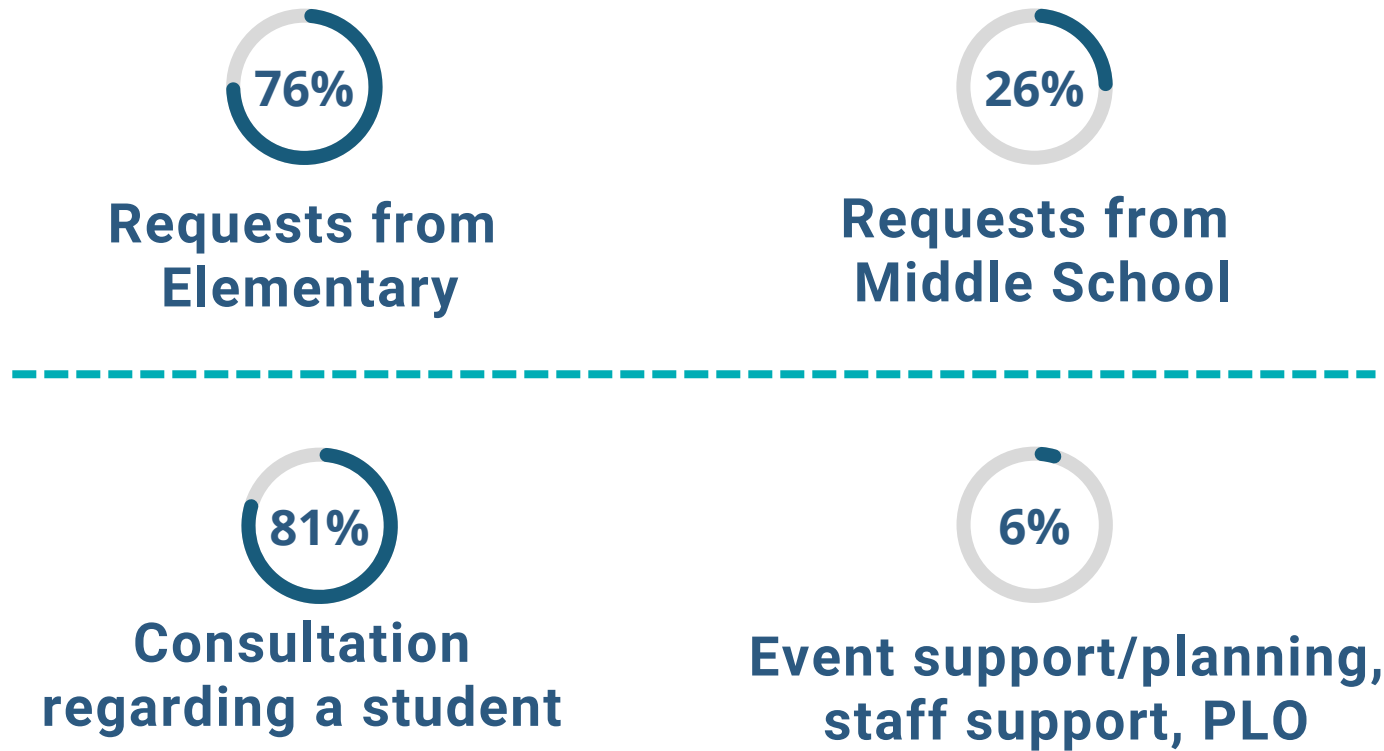 76%
Requests from
Elementary
26%
Requests from
Middle School
81%
Consultation
regarding a student
6%
Event support/planning,
staff support, PLO